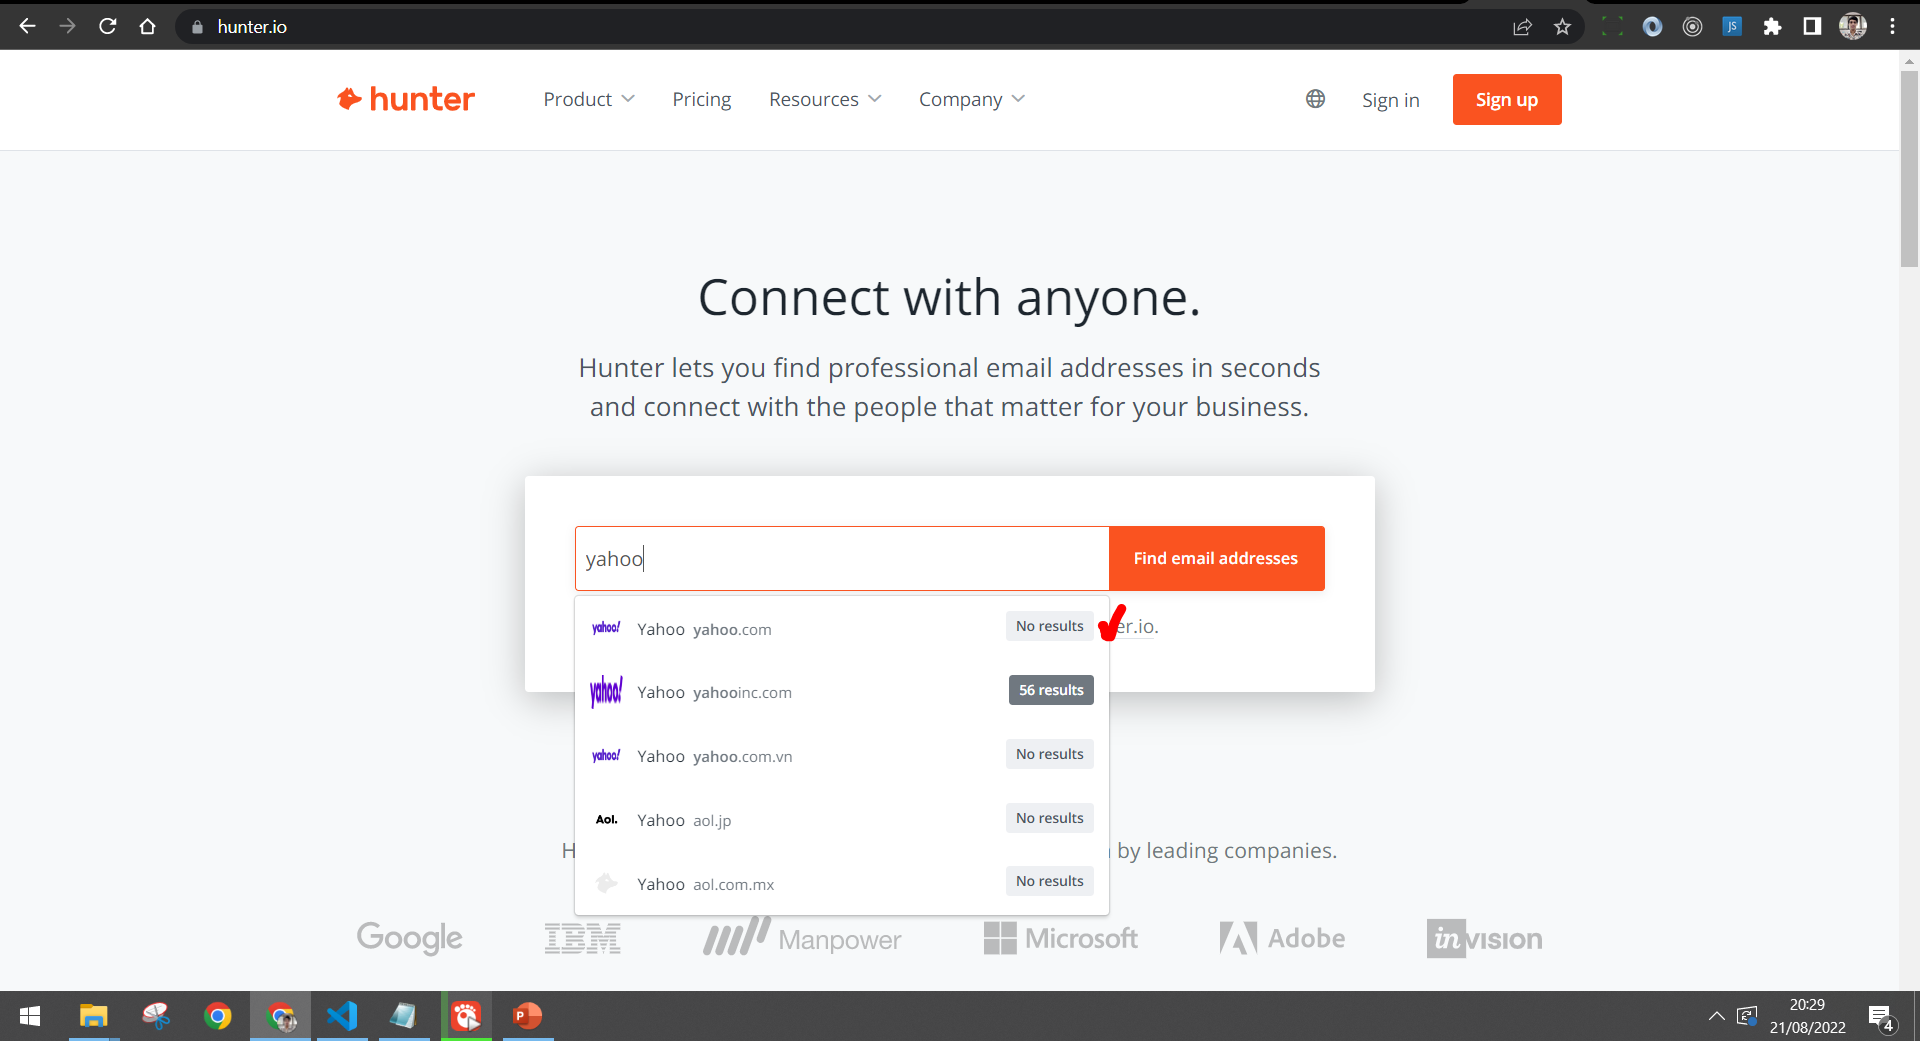 hunter.io
JS
hunter
Product
Pricing
Resources
Company
Sign in
Sign up
Connect with anyone.
Hunter lets you find professional email addresses in seconds
and connect with the people that matter for your business.
yahoo
Find email addresses
yahoo!
Yahoo yahoo.com
No results
er.io.
yahoo!
Yahoo yahooinc.com
56 results
yahoo!
Yahoo yahoo.com.vn
No results
Aol.
Yahoo aol.jp
No results
H
by leading companies.
Yahoo aol.com.mx
No results
Google
IBM
Manpower
Microsoft
Adobe
invision
P
20:29
21/08/2022
4